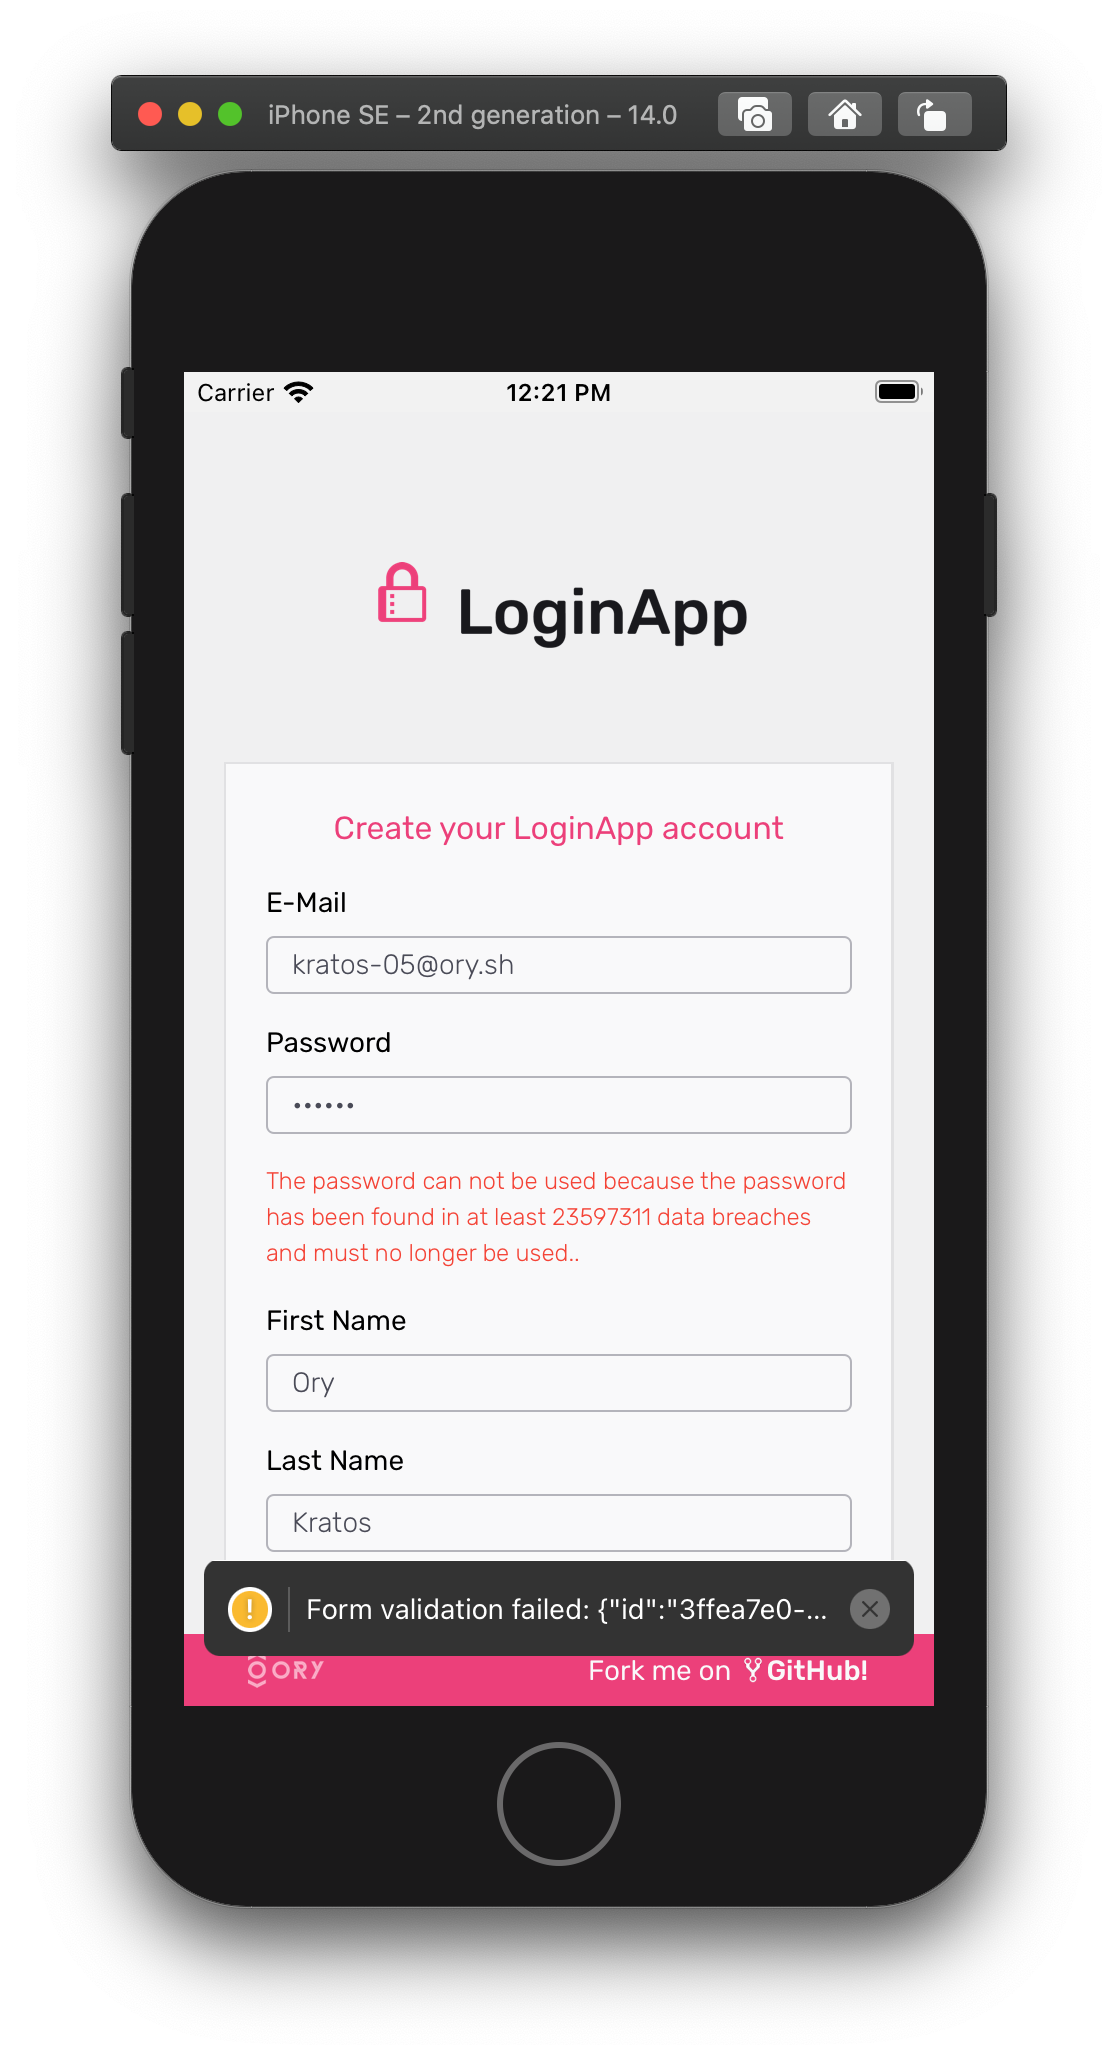 iPhone SE – 2nd generation – 14.0
Carrier
12:21 PM
LoginApp
Create your LoginApp account
E-Mail
kratos-05@ory.sh
Password
••••••
The password can not be used because the password
has been found in at least 23597311 data breaches
and must no longer be used..
First Name
Ory
Last Name
Kratos
Form validation failed: {"id":"3ffea7e0-...
ORY
Fork me on GitHub!